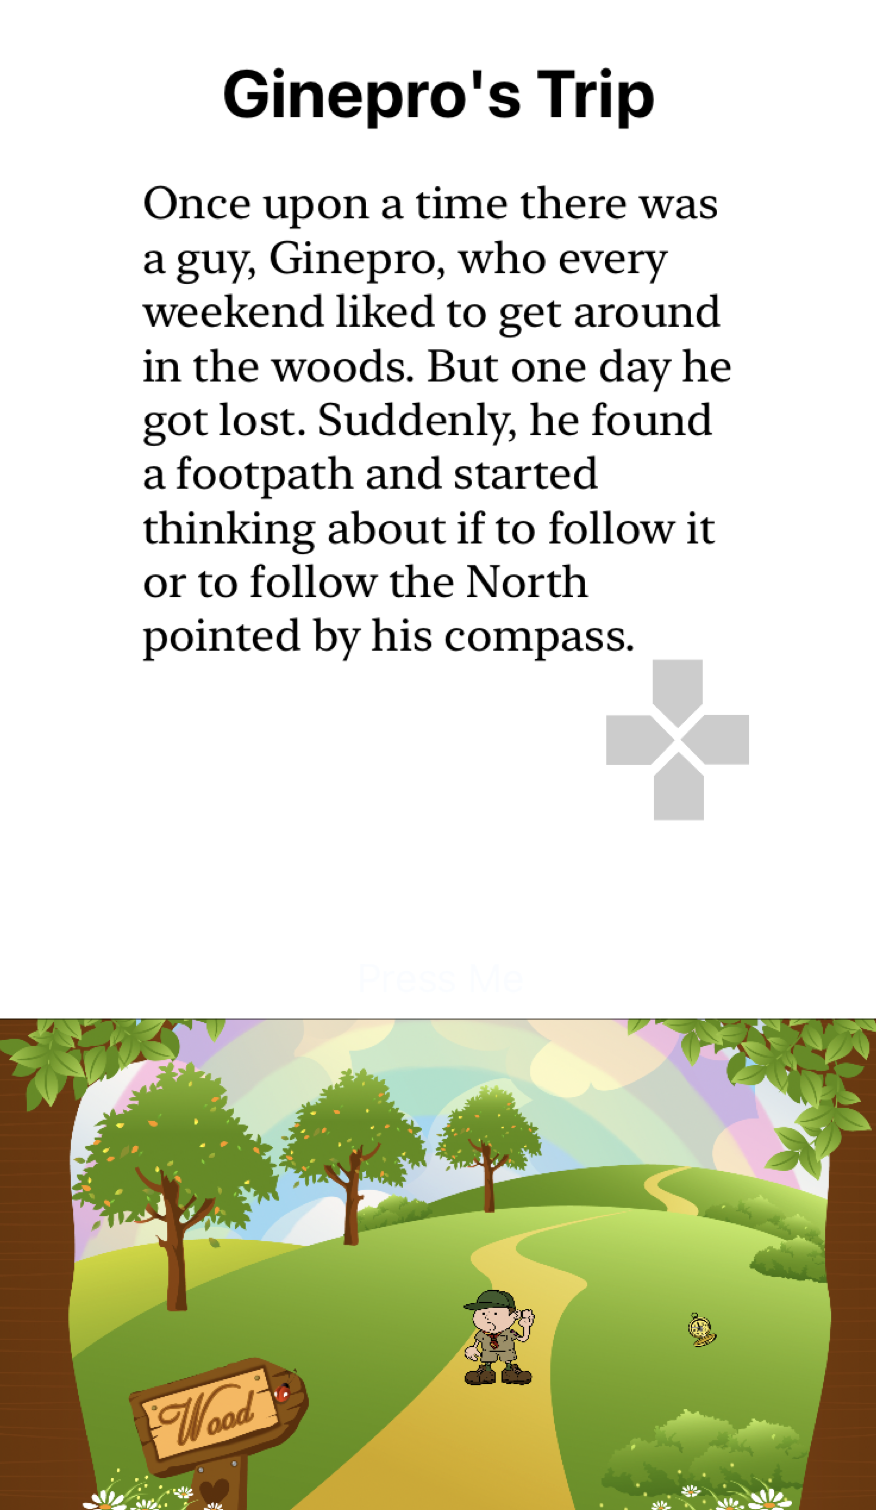 Ginepro's Trip
Once upon a time there was
a guy, Ginepro, who every
weekend liked to get around
in the woods. But one day he
got lost. Suddenly, he found
a footpath and started
thinking about if to follow it
or to follow the North
pointed by his compass.
Press Me
Wood